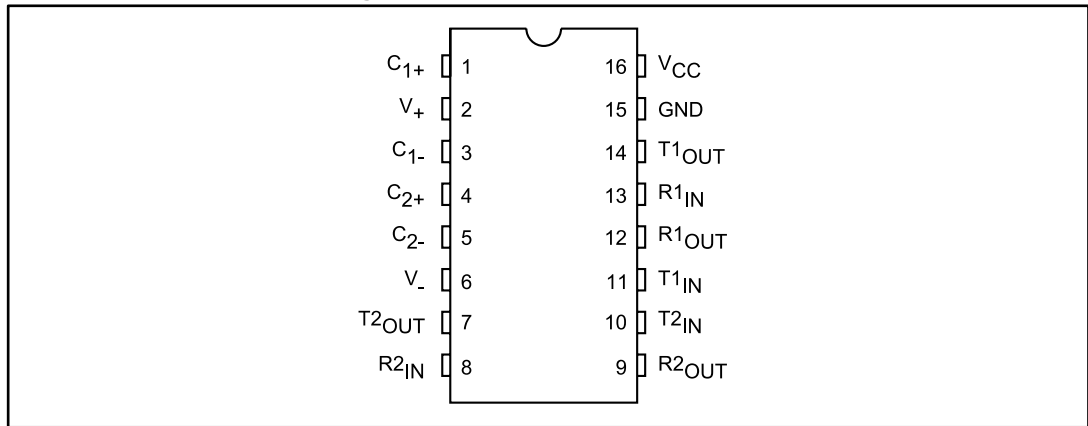 C1+ 1 16 VCC
V+ 2 15 GND
C1- 3 14 T1OUT
C2+ 4 13 R1IN
C2- 5 12 R1OUT
V- 6 11 T1IN
T2OUT 7 10 T2IN
R2IN 8 9 R2OUT